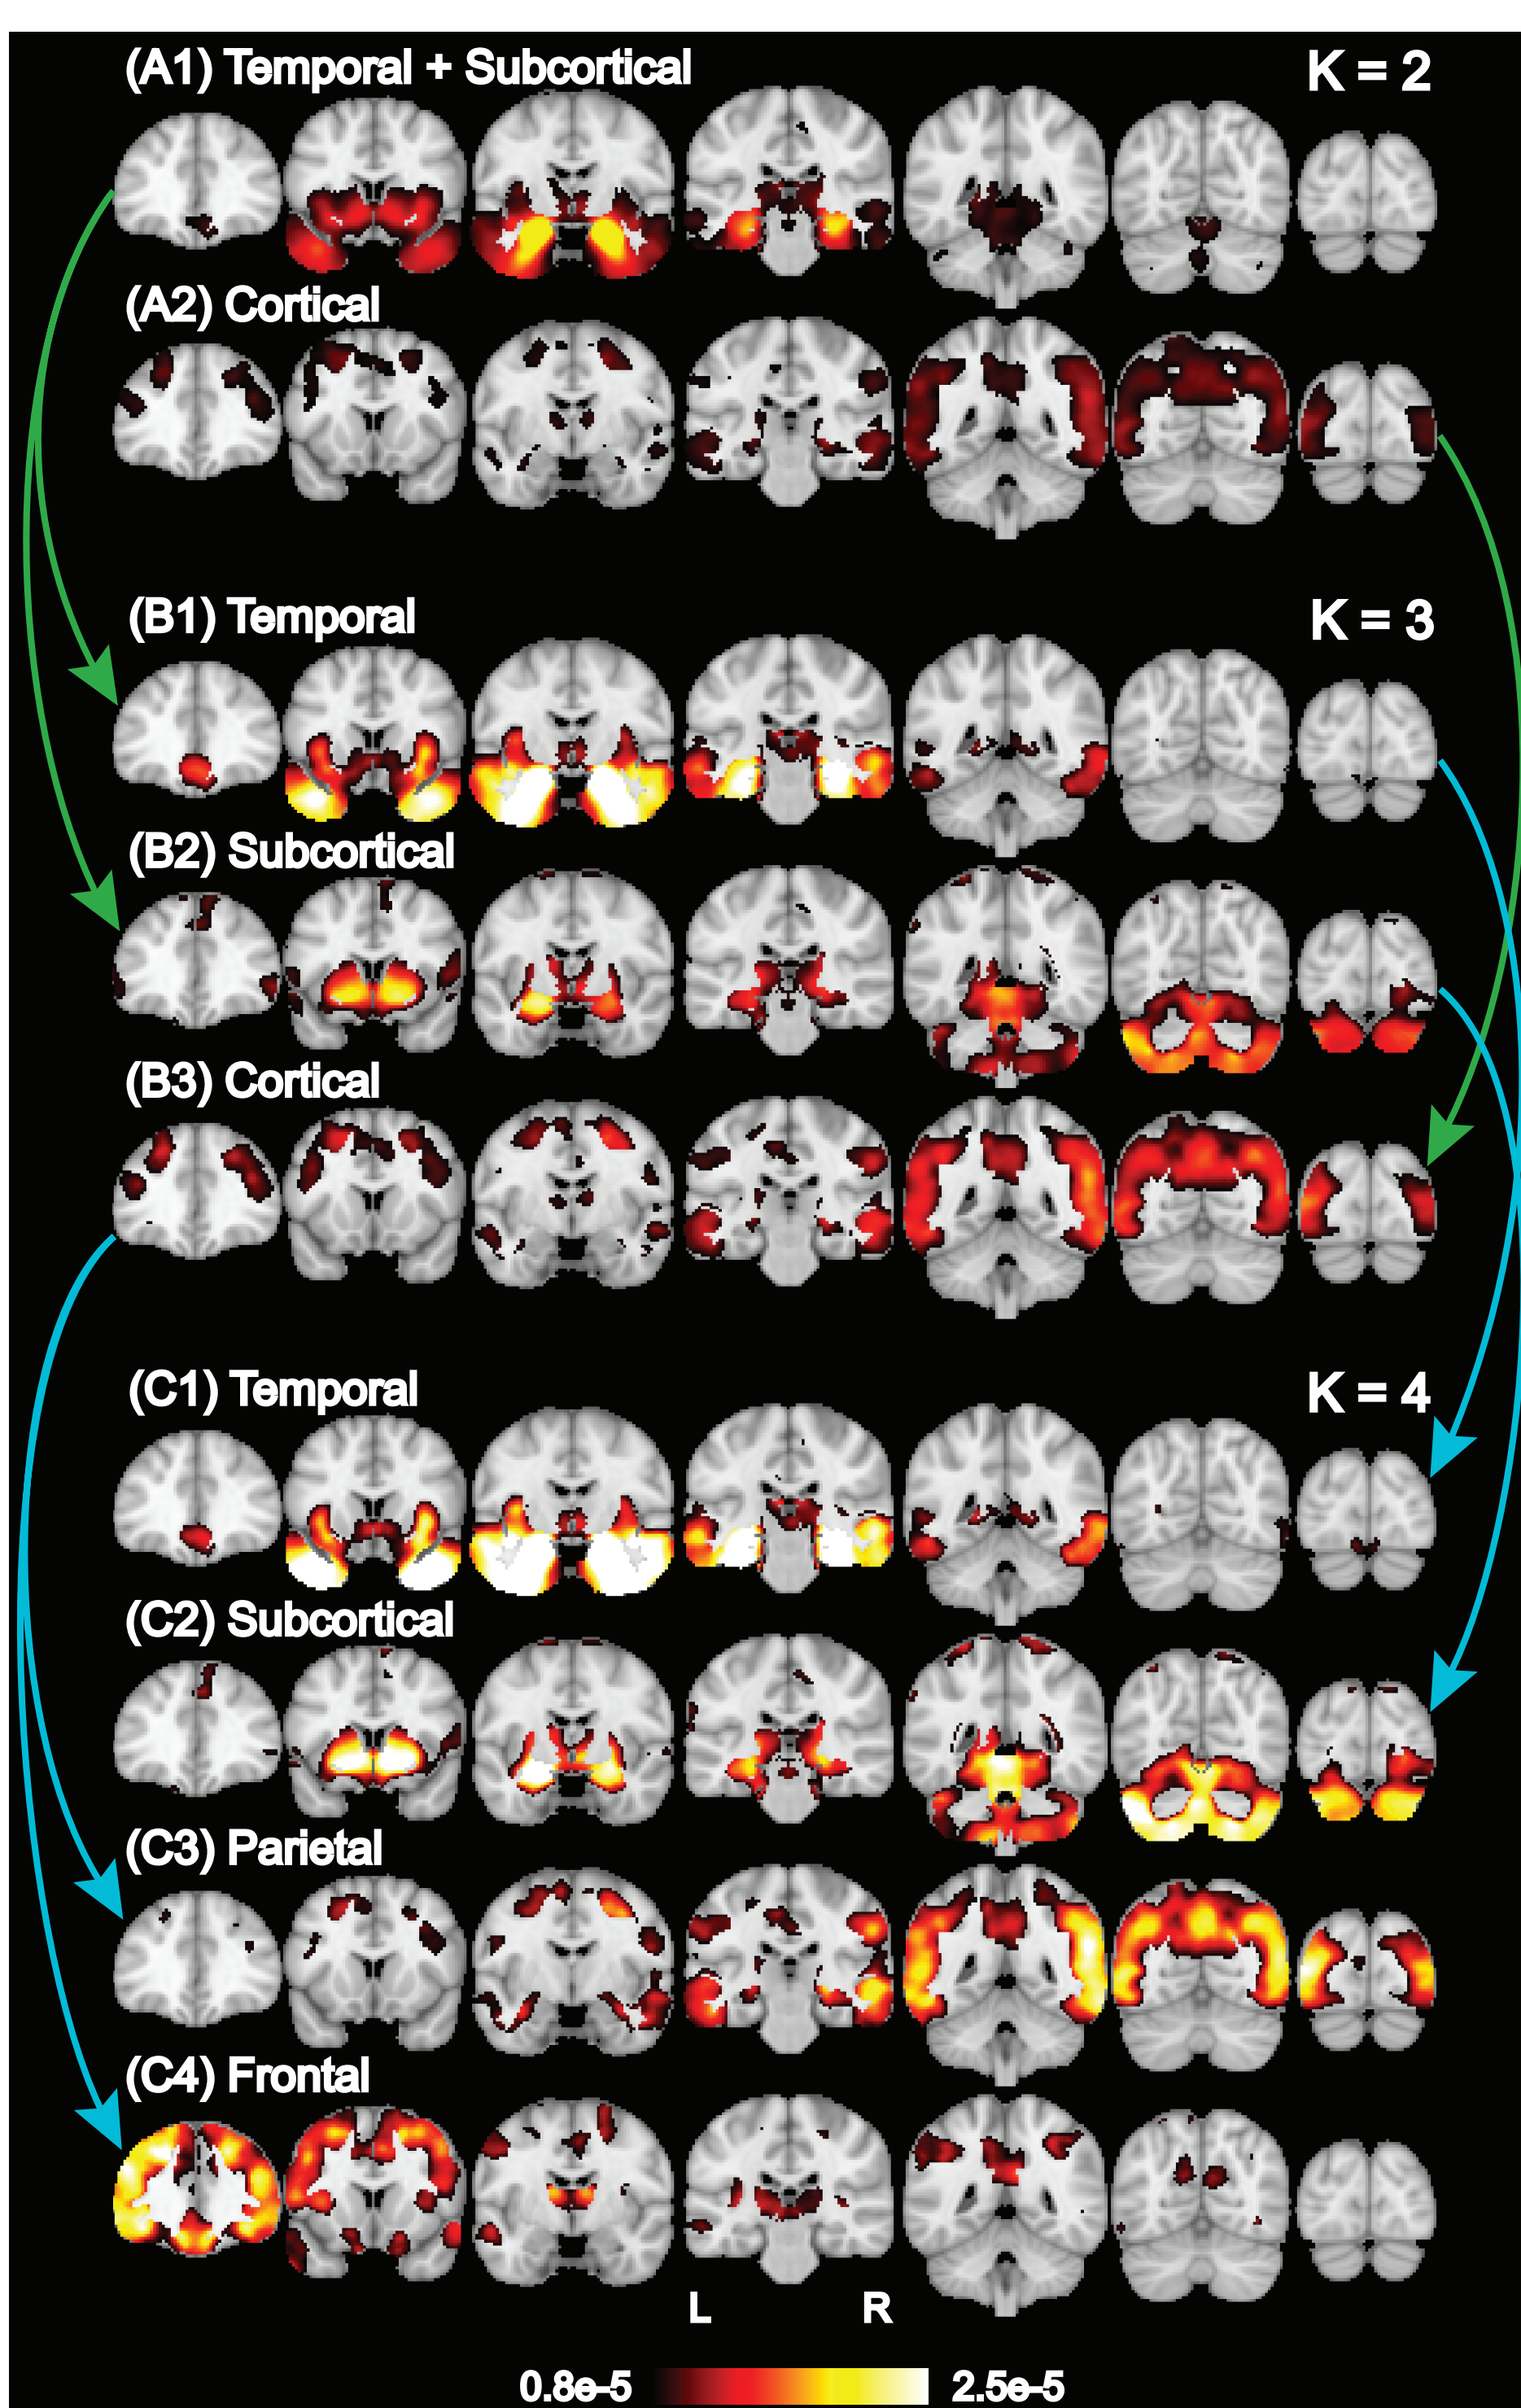 (A1) Temporal + Subcortical K = 2
(A2) Cortical
(B1) Temporal K = 3
(B2) Subcortical
(B3) Cortical
(C1) Temporal K = 4
(C2) Subcortical
(C3) Parietal
(C4) Frontal
L R
0.8e–5 2.5e–5